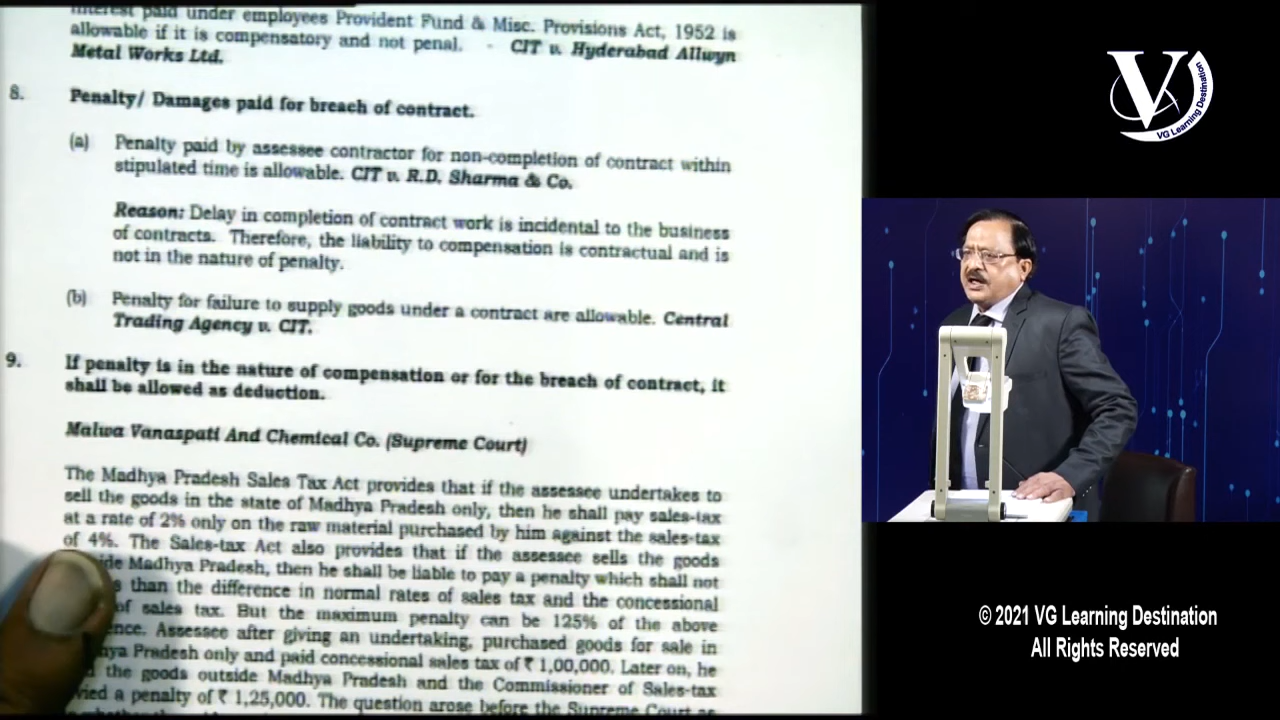 interest paid under employees Provident Fund & Misc. Provisions Act, 1952 is
allowable if it is compensatory and not penal. - CIT v. Hyderabad Allwyn
Metal Works Ltd.
8. Penalty/ Damages paid for breach of contract.
(a) Penalty paid by assessee contractor for non-completion of contract within
stipulated time is allowable. CIT v. R.D. Sharma & Co.
Reason: Delay in completion of contract work is incidental to the business
of contracts. Therefore, the liability to compensation is contractual and is
not in the nature of penalty.
(b) Penalty for failure to supply goods under a contract are allowable. Central
Trading Agency v. CIT.
9. If penalty is in the nature of compensation or for the breach of contract, it
shall be allowed as deduction.
Malwa Vanaspati And Chemical Co. (Supreme Court)
The Madhya Pradesh Sales Tax Act provides that if the assessee undertakes to
sell the goods in the state of Madhya Pradesh only, then he shall pay sales-tax
at a rate of 2% only on the raw material purchased by him against the sales-tax
of 4%. The Sales-tax Act also provides that if the assessee sells the goods
Madhya Pradesh, then he shall be liable to pay a penalty which shall not
than the difference in normal rates of sales tax and the concessional
of sales tax. But the maximum penalty can be 125% of the above
Assessee after giving an undertaking, purchased goods for sale in
Pradesh only and paid concessional sales tax of ₹ 1,00,000. Later on, he
the goods outside Madhya Pradesh and the Commissioner of Sales-tax
a penalty of ₹ 1,25,000. The question arose before the Supreme Court as
V
VG Learning Destination
© 2021 VG Learning Destination
All Rights Reserved